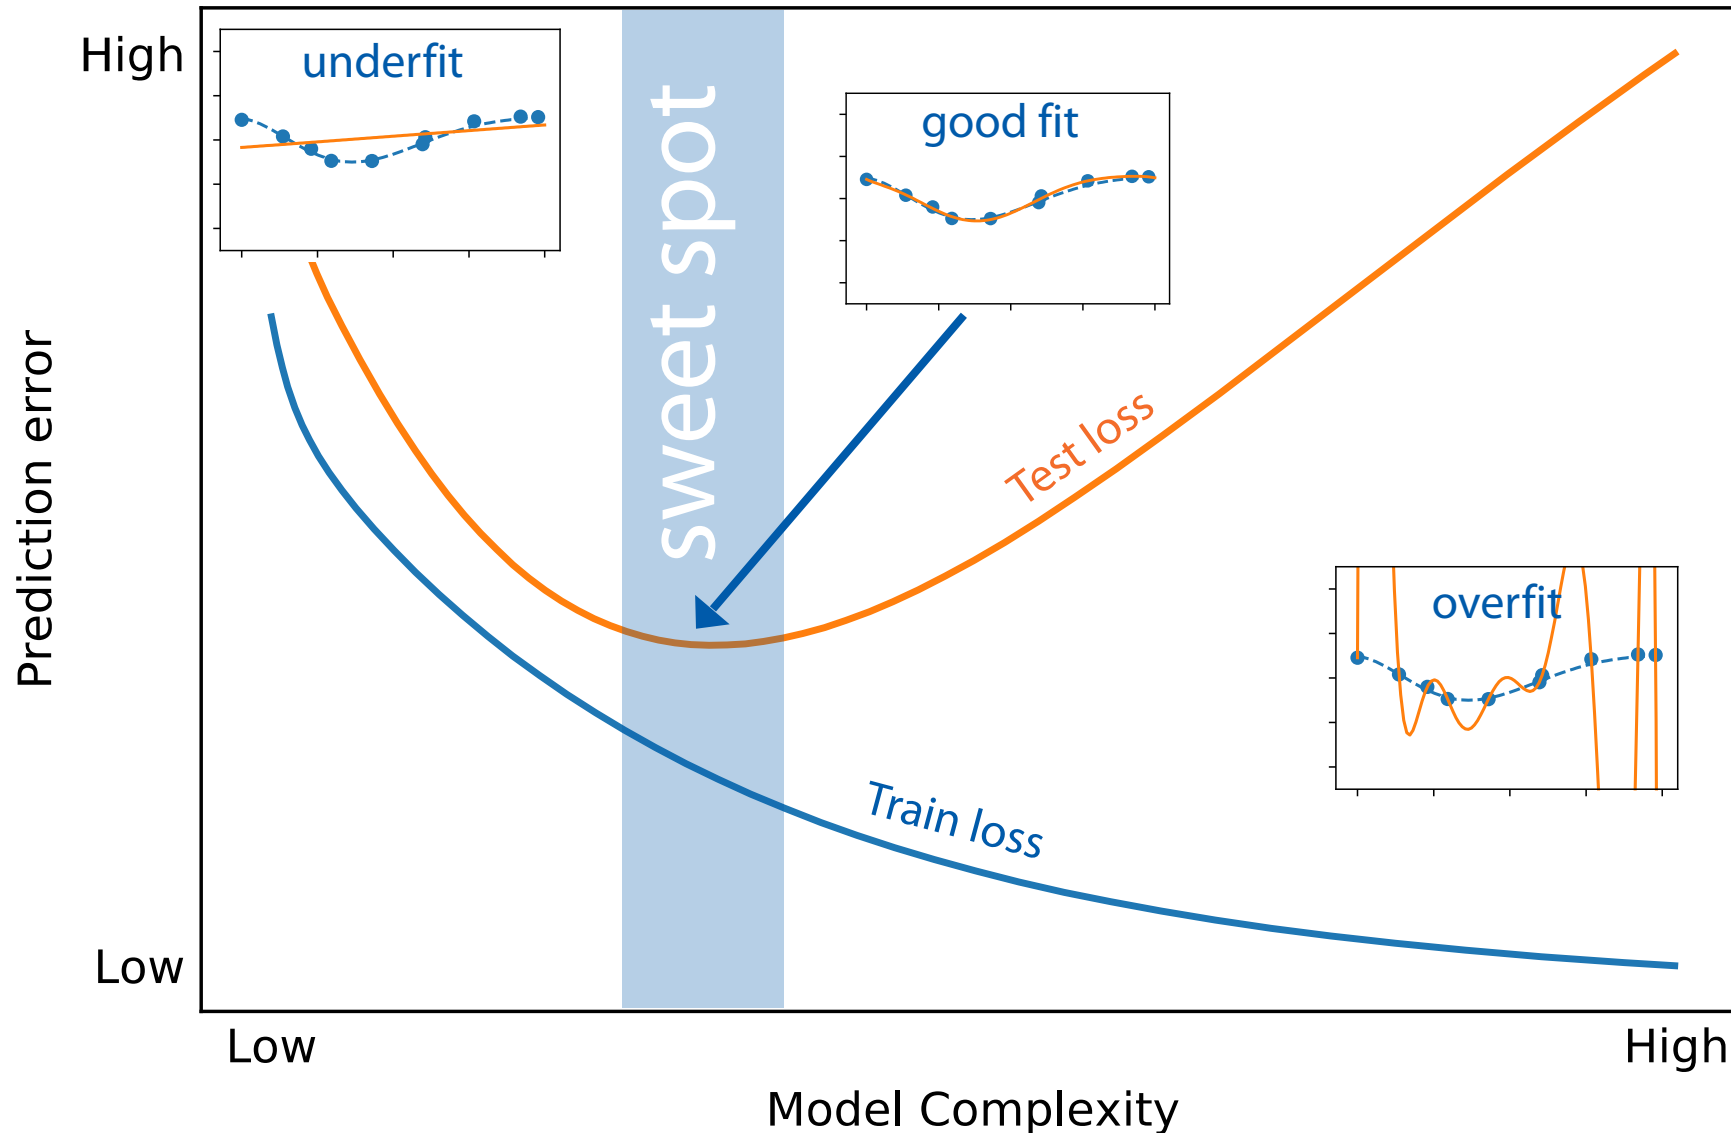 High
underfit
sweet spot
good fit
Prediction error
Test loss
overfit
Train loss
Low
Low
High
Model Complexity